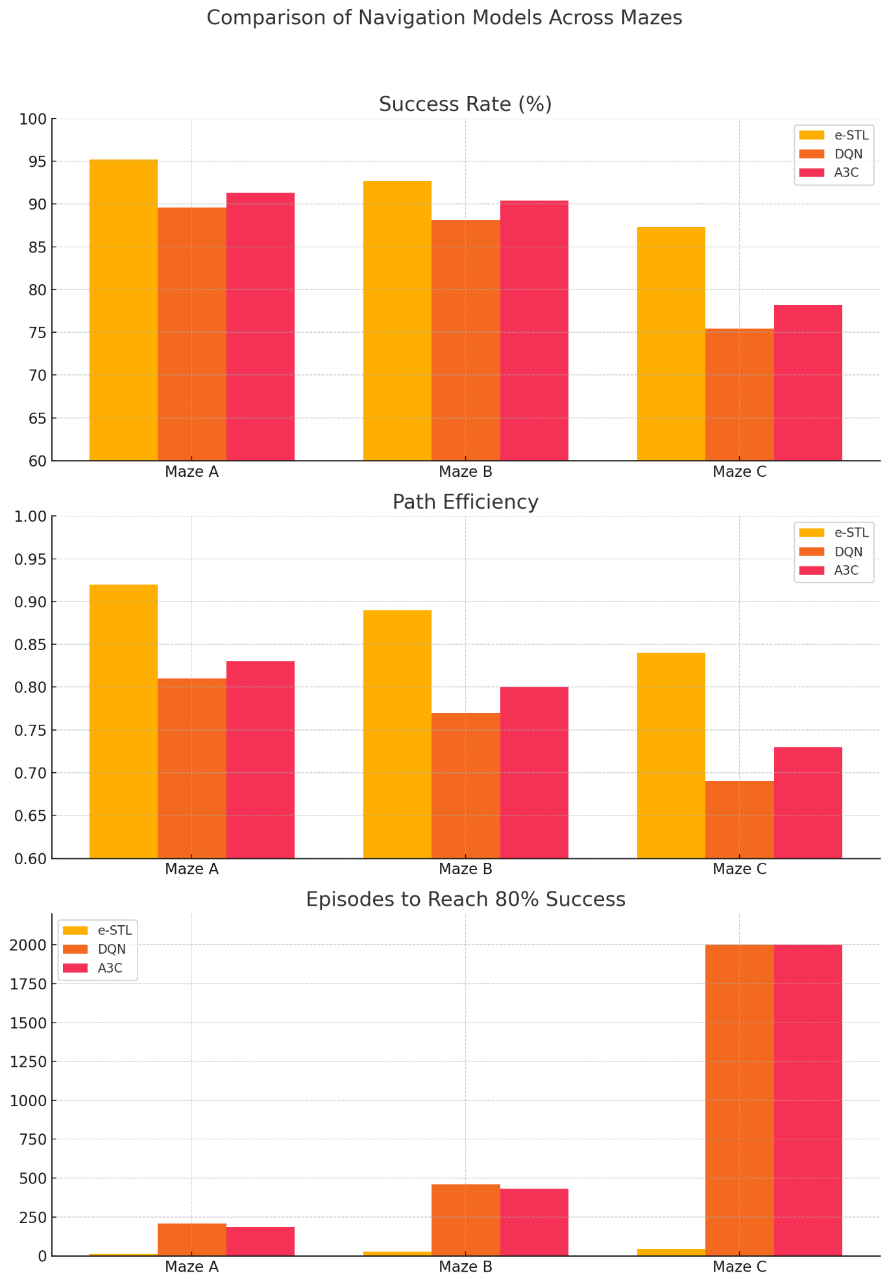 Comparison of Navigation Models Across Mazes
Success Rate (%)
100
95
90
85
80
75
70
65
60
e-STL
DQN
A3C
Maze A
Maze B
Maze C
Path Efficiency
1.00
0.95
0.90
0.85
0.80
0.75
0.70
0.65
0.60
e-STL
DQN
A3C
Maze A
Maze B
Maze C
Episodes to Reach 80% Success
2000
1750
1500
1250
1000
750
500
250
0
e-STL
DQN
A3C
Maze A
Maze B
Maze C